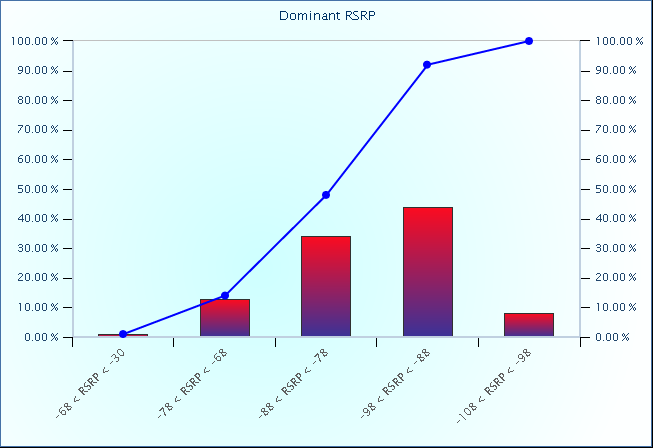 Dominant RSRP
100.00 % 100.00 %
90.00 % 90.00 %
80.00 % 80.00 %
70.00 % 70.00 %
60.00 % 60.00 %
50.00 % 50.00 %
40.00 % 40.00 %
30.00 % 30.00 %
20.00 % 20.00 %
10.00 % 10.00 %
0.00 % 0.00 %
-68 < RSRP < -30
-78 < RSRP < -68
-88 < RSRP < -78
-98 < RSRP < -88
-108 < RSRP < -98